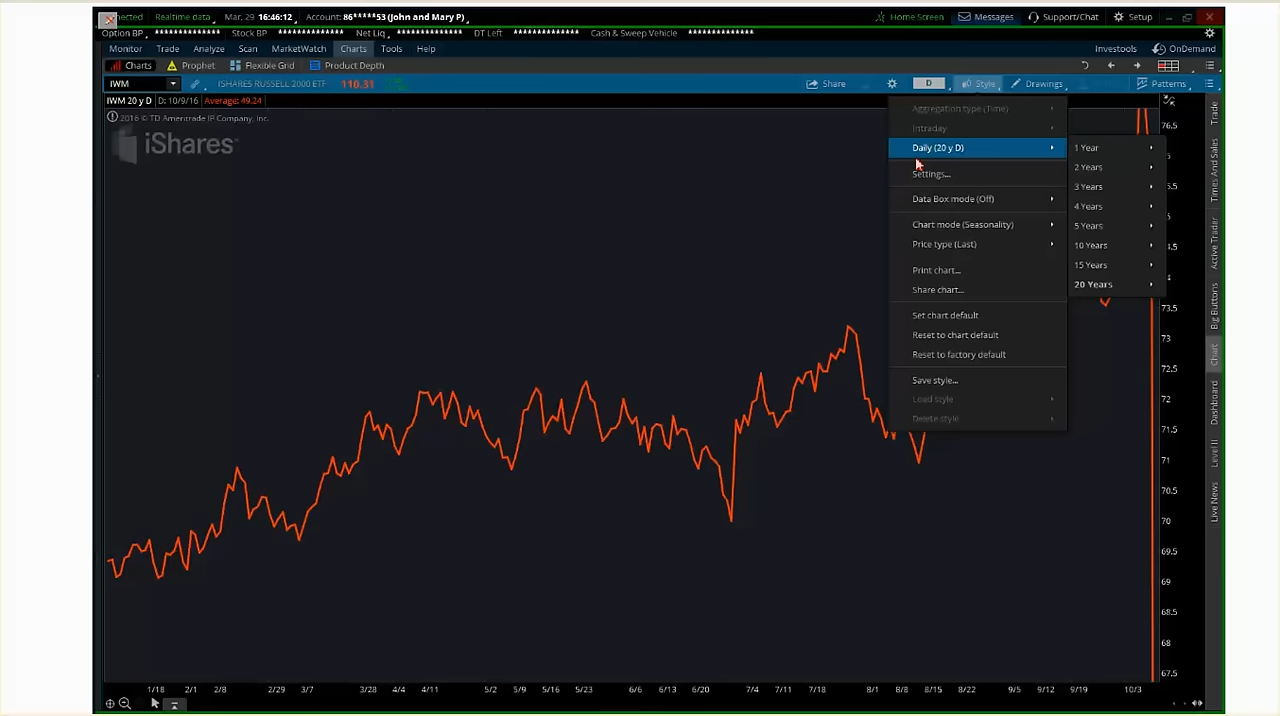 nected Realtime data Mar, 29 16:46:12 Account: 86*****53 (John and Mary P) Home Screen Messages Support/Chat Setup
Option BP ************** Stock BP ************** Net Liq ************** DT Left ************** Cash & Sweep Vehicle **************
Monitor Trade Analyze Scan MarketWatch Charts Tools Help Investools OnDemand
Charts Prophet Flexible Grid Product Depth
IWM ISHARES RUSSELL 2000 ETF 110.31 Share D Style Drawings Patterns
IWM 20 y D D: 10/9/16 Average: 49.24
2016 © TD Ameritrade IP Company, Inc.
iShares
Aggregation type (Time)
Intraday
Daily (20 y D)
Settings...
Data Box mode (Off)
Chart mode (Seasonality)
Price type (Last)
Print chart...
Share chart...
Set chart default
Reset to chart default
Reset to factory default
Save style...
Load style
Delete style
1 Year
2 Years
3 Years
4 Years
5 Years
10 Years
15 Years
20 Years
76.5
5.5
4.5
74
73.5
73
72.5
72
71.5
71
70.5
70
69.5
69
68.5
68
67.5
Trade
Times And Sales
Active Trader
Big Buttons
Chart
Dashboard
Level II
Live News
1/18 2/1 2/8 2/29 3/7 3/28 4/4 4/11 5/2 5/9 5/16 5/23 6/6 6/13 6/20 7/4 7/11 7/18 8/1 8/8 8/15 8/22 9/5 9/12 9/19 10/3